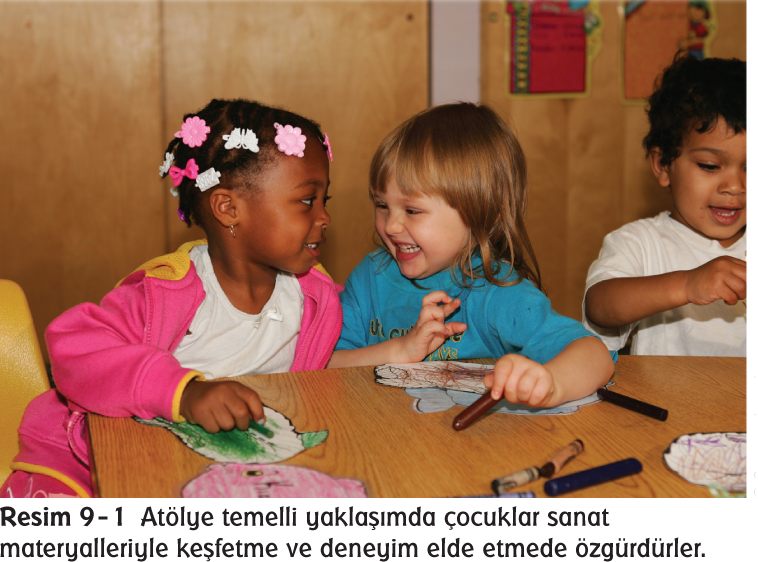 Resim 9-1 Atölye temelli yaklaşımda çocuklar sanat
materyalleriyle keşfetme ve deneyim elde etmede özgürdürler.